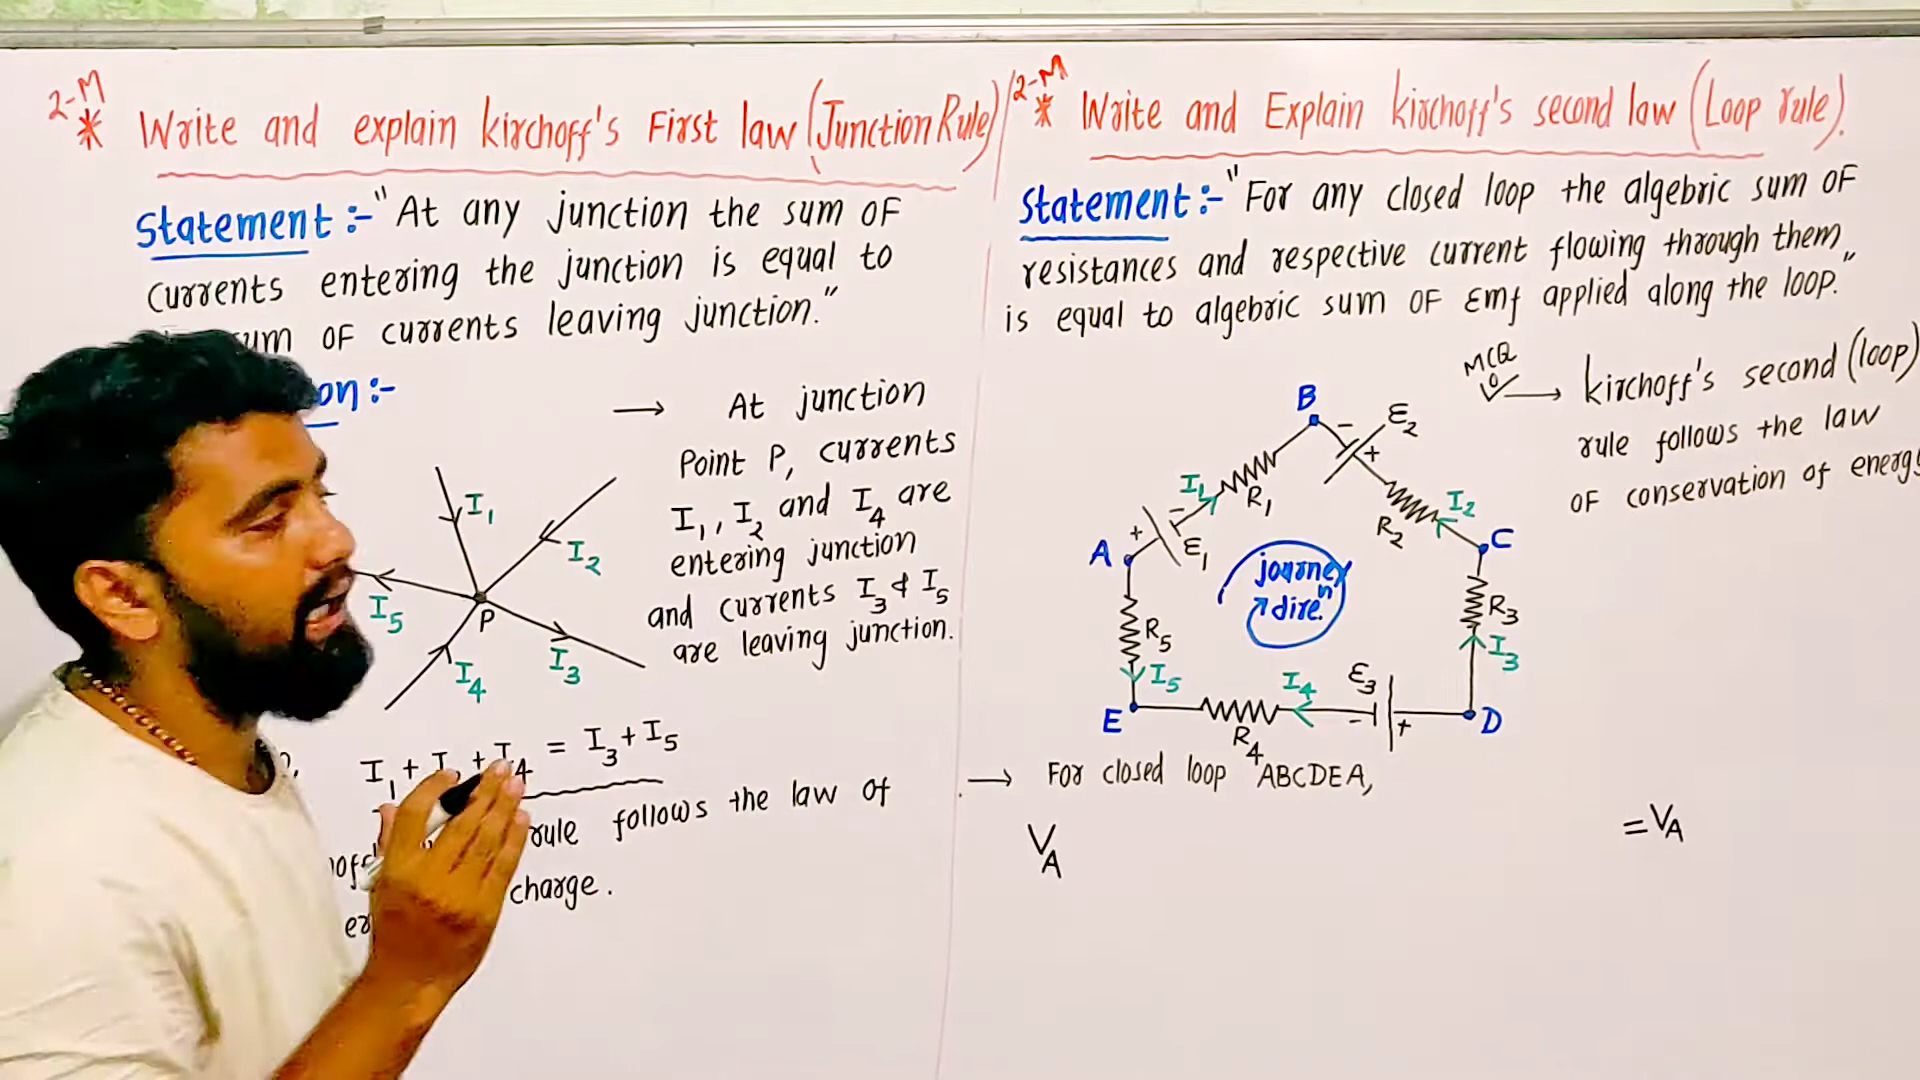 2-M
* Write and explain kirchoff's First law (Junction Rule)
Statement :- "At any junction the sum of
currents entering the junction is equal to
sum of currents leaving junction."
on :-
→ At junction
Point P, currents
I₁, I₂ and I₄ are
entering junction
and currents I₃ & I₅
are leaving junction.
I₁
I₂
I₅
P
I₄
I₃
I₁ + I + I₄ = I₃ + I₅
rule follows the law of
charge.
2-M
* Write and Explain kirchoff's second law (Loop rule).
Statement :- "For any closed loop the algebric sum of
resistances and respective current flowing through them
is equal to algebric sum of Emf applied along the loop."
MCQ
→ kirchoff's second (loop)
rule follows the law
of conservation of energy
B
- ε₂
+
I₁
R₁
R₂
I₂
C
A
+ -
ε₁
journey
direⁿ.
R₃
I₃
R₅
I₅
I₄
ε₃
E
R₄
- +
D
→ For closed loop ABCDEA,
V_A
= V_A